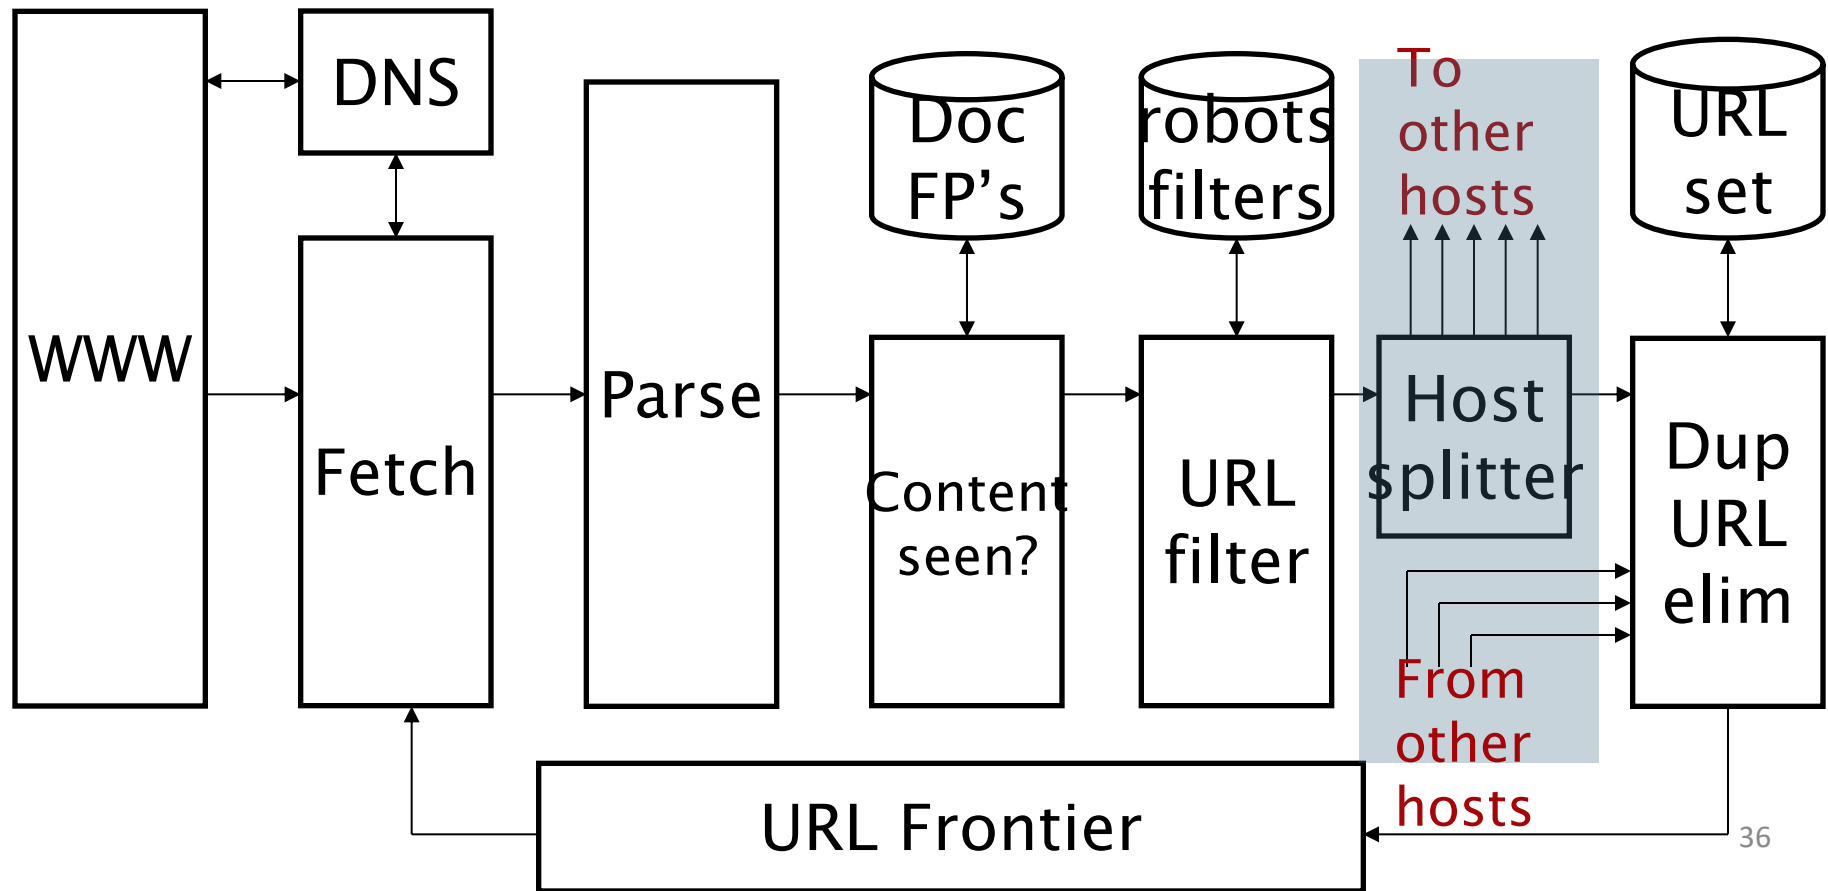 WWW
DNS
Fetch
Parse
Doc
FP's
Content
seen?
robots
filters
URL
filter
To
other
hosts
Host
splitter
From
other
hosts
URL
set
Dup
URL
elim
URL Frontier
36